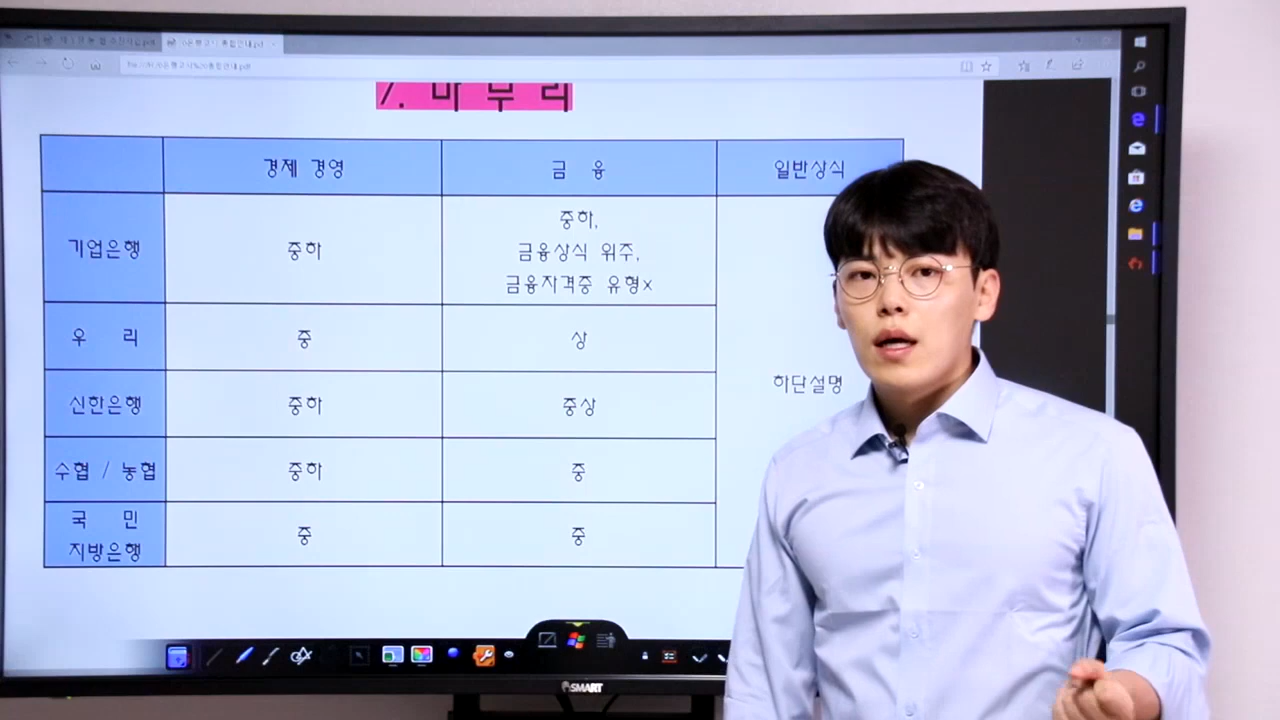 7. 마 무 리
경제 경영
금 융
일반상식
기업은행
중하
중하,
금융상식 위주,
금융자격증 유형x
우 리
중
상
하단설명
신한은행
중하
중상
수협 / 농협
중하
중
국 민
지방은행
중
중
SMART